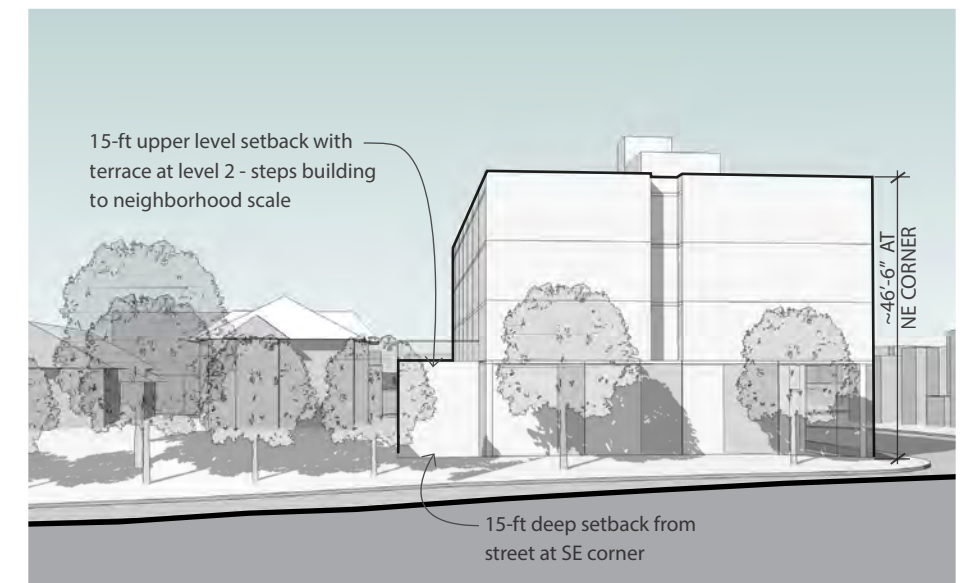 15-ft upper level setback with
terrace at level 2 - steps building
to neighborhood scale
~46'-6" AT
NE CORNER
15-ft deep setback from
street at SE corner